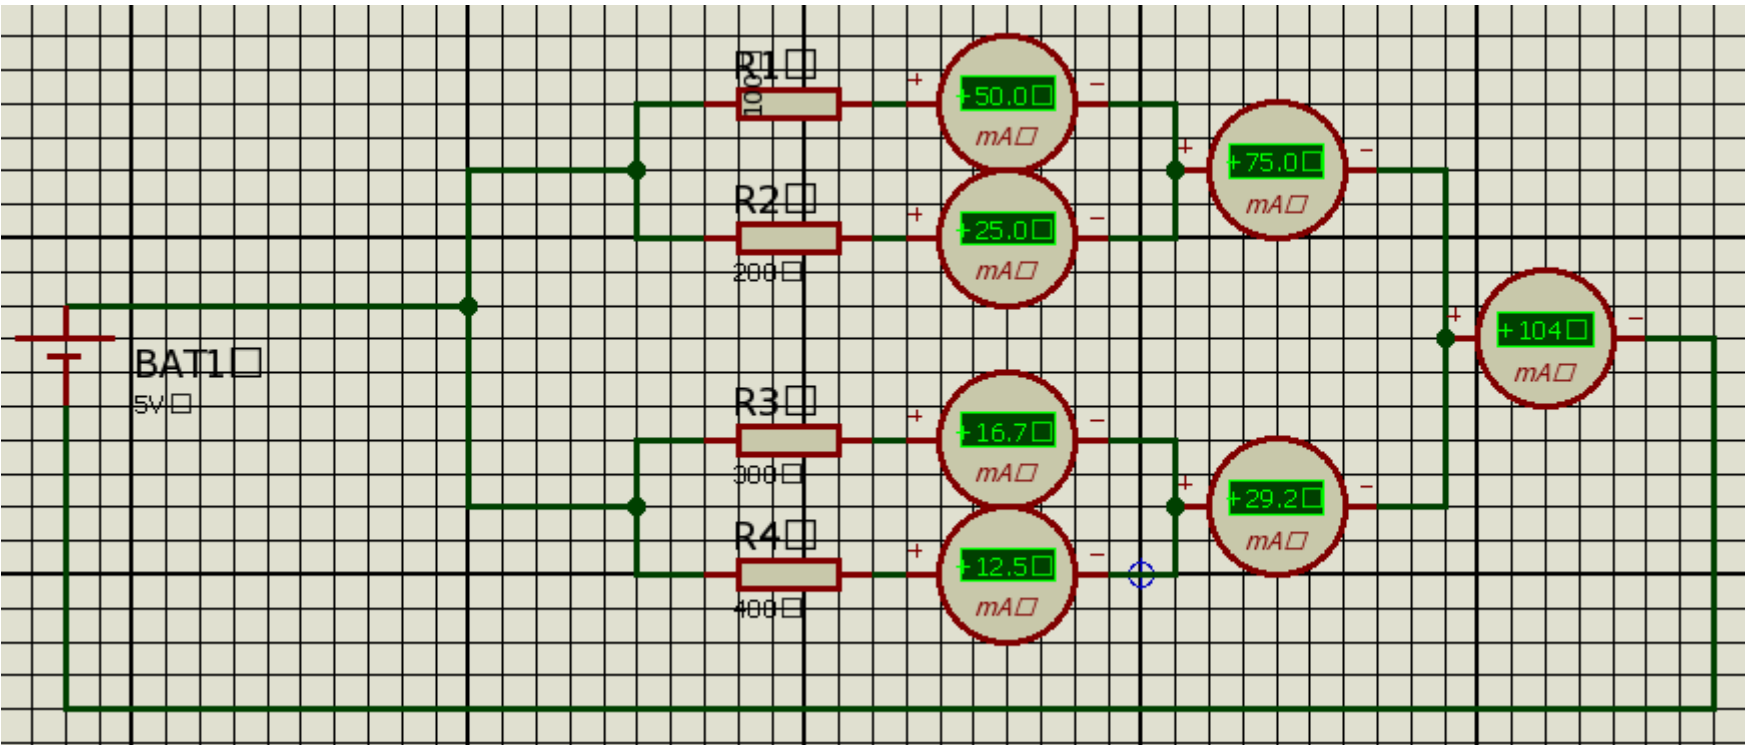 R1□
100□
+50.0□
mA□
+ −
+75.0□
mA□
+ −
R2□
200□
+25.0□
mA□
+ −
+104□
mA□
+ −
BAT1□
5V□
R3□
300□
+16.7□
mA□
+ −
+29.2□
mA□
+ −
R4□
400□
+12.5□
mA□
+ −